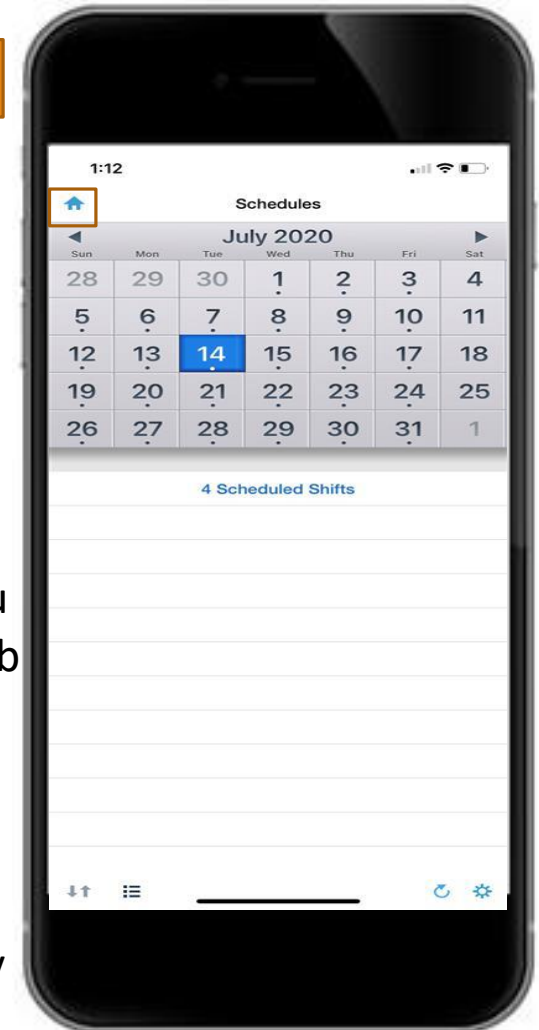 1:12
Schedules
July 2020
Sun Mon Tue Wed Thu Fri Sat
28 29 30 1 2 3 4
5 6 7 8 9 10 11
12 13 14 15 16 17 18
19 20 21 22 23 24 25
26 27 28 29 30 31 1
4 Scheduled Shifts
u
b